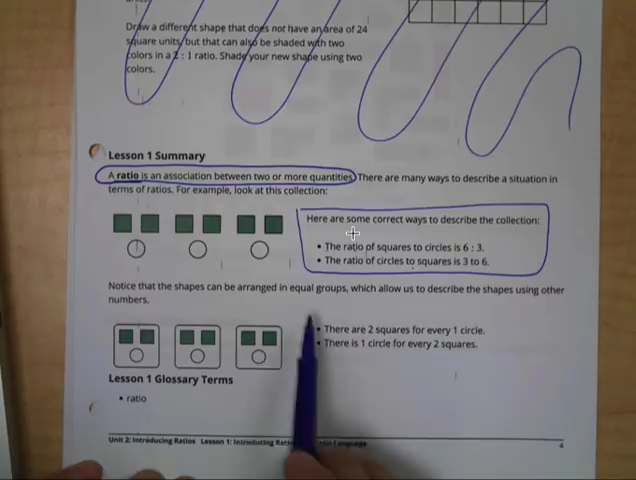 Draw a different shape that does not have an area of 24
square units, but that can also be shaded with two
colors in a 2 : 1 ratio. Shade your new shape using two
colors.
Lesson 1 Summary
A ratio is an association between two or more quantities. There are many ways to describe a situation in
terms of ratios. For example, look at this collection:
Here are some correct ways to describe the collection:
• The ratio of squares to circles is 6 : 3.
• The ratio of circles to squares is 3 to 6.
Notice that the shapes can be arranged in equal groups, which allow us to describe the shapes using other
numbers.
• There are 2 squares for every 1 circle.
• There is 1 circle for every 2 squares.
Lesson 1 Glossary Terms
• ratio
Unit 2: Introducing Ratios Lesson 1: Introducing Language
4